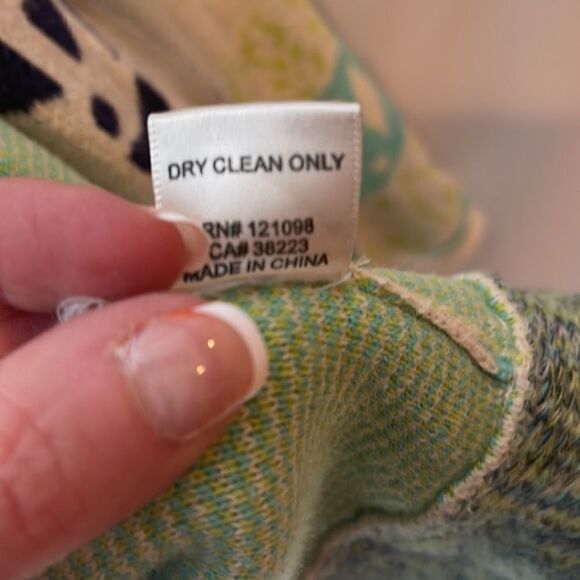 DRY CLEAN ONLY
RN# 121098
CA# 38223
MADE IN CHINA